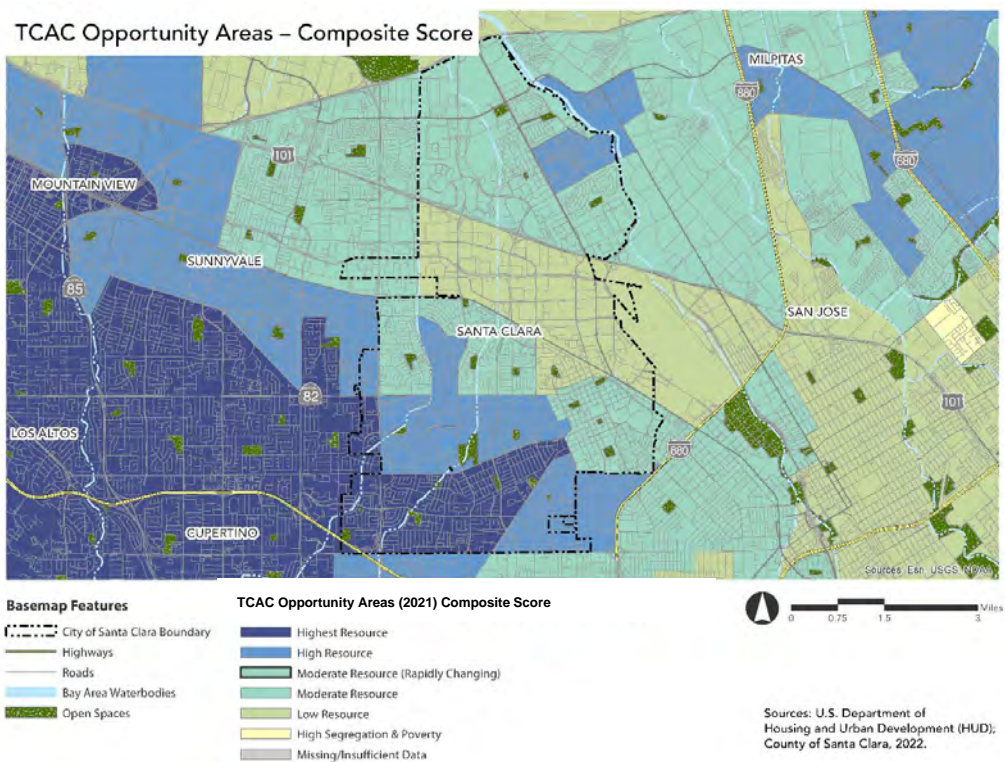 TCAC Opportunity Areas – Composite Score
MILPITAS
880
101
680
MOUNTAIN VIEW
SUNNYVALE
85
SANTA CLARA
SAN JOSE
82
101
LOS ALTOS
880
CUPERTINO
Sources: Esri, USGS, NOAA
Basemap Features
City of Santa Clara Boundary
Highways
Roads
Bay Area Waterbodies
Open Spaces
TCAC Opportunity Areas (2021) Composite Score
Highest Resource
High Resource
Moderate Resource (Rapidly Changing)
Moderate Resource
Low Resource
High Segregation & Poverty
Missing/Insufficient Data
Miles
0 0.75 1.5 3
Sources: U.S. Department of
Housing and Urban Development (HUD);
County of Santa Clara, 2022.